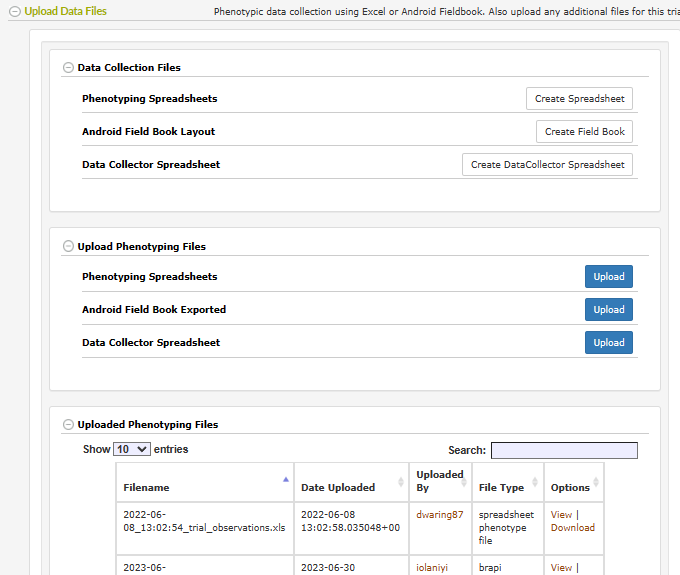 Upload Data Files Phenotypic data collection using Excel or Android Fieldbook. Also upload any additional files for this tria
Data Collection Files
Phenotyping Spreadsheets Create Spreadsheet
Android Field Book Layout Create Field Book
Data Collector Spreadsheet Create DataCollector Spreadsheet
Upload Phenotyping Files
Phenotyping Spreadsheets Upload
Android Field Book Exported Upload
Data Collector Spreadsheet Upload
Uploaded Phenotyping Files
Show 10 entries Search:
Filename Date Uploaded Uploaded By File Type Options
2022-06-08_13:02:54_trial_observations.xls 2022-06-08 13:02:58.035048+00 dwaring87 spreadsheet phenotype file View | Download
2023-06- 2023-06-30 iolaniyi brapi View |